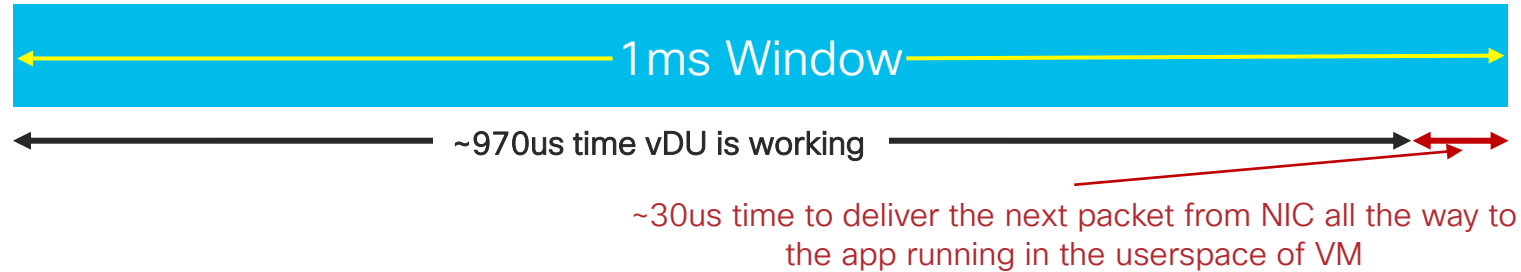 1ms Window
~970us time vDU is working
~30us time to deliver the next packet from NIC all the way to
the app running in the userspace of VM